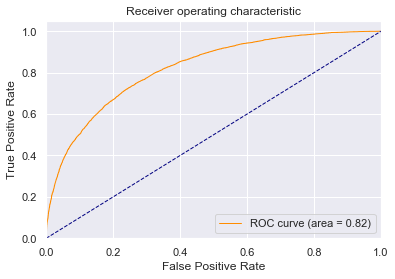 Receiver operating characteristic
True Positive Rate
1.0
0.8
0.6
0.4
0.2
0.0
ROC curve (area = 0.82)
0.0 0.2 0.4 0.6 0.8 1.0
False Positive Rate